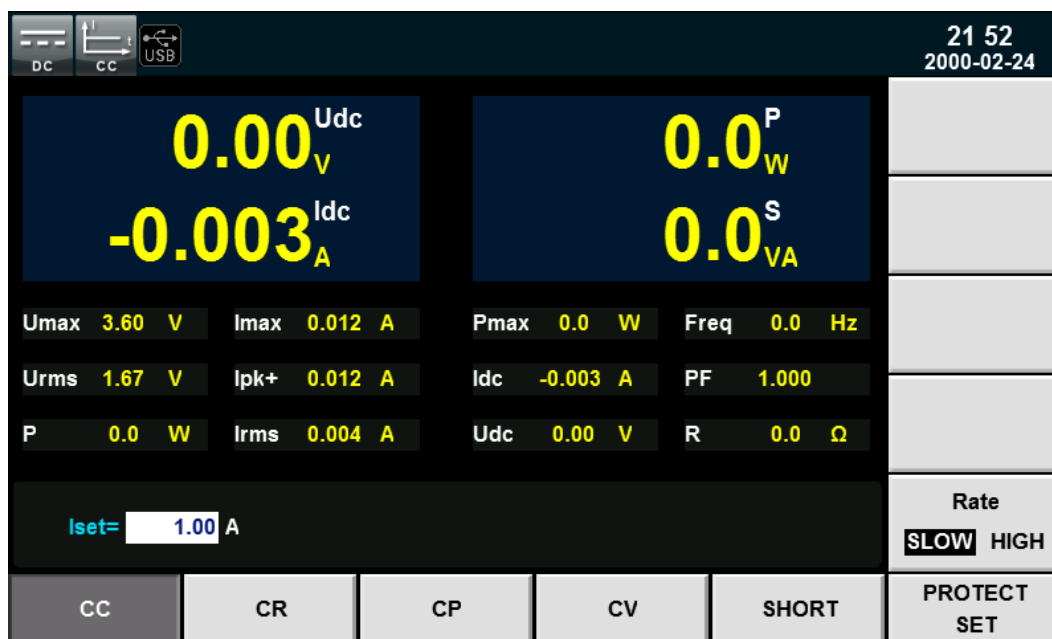 DC I t CC USB 21 52
2000-02-24
0.00 Udc V 0.0 P W
-0.003 Idc A 0.0 S VA
Umax 3.60 V Imax 0.012 A Pmax 0.0 W Freq 0.0 Hz
Urms 1.67 V Ipk+ 0.012 A Idc -0.003 A PF 1.000
P 0.0 W Irms 0.004 A Udc 0.00 V R 0.0 Ω
Iset= 1.00 A
Rate
SLOW HIGH
CC CR CP CV SHORT PROTECT
SET